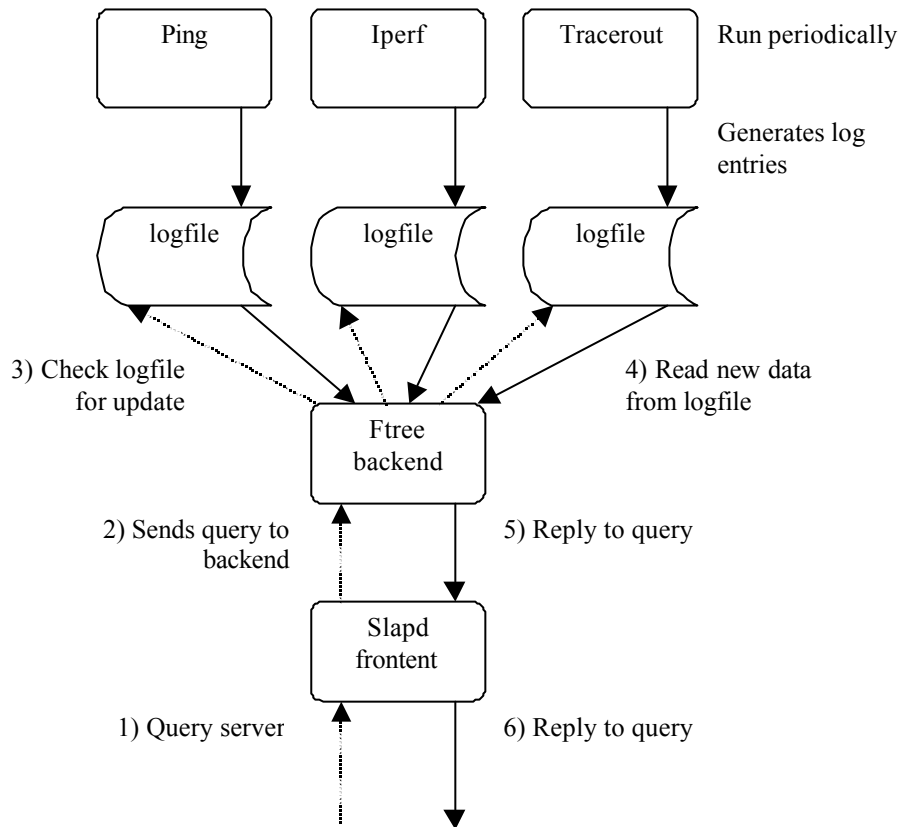 Ping
Iperf
Tracerout
Run periodically
Generates log
entries
logfile
logfile
logfile
3) Check logfile
for update
4) Read new data
from logfile
Ftree
backend
2) Sends query to
backend
5) Reply to query
Slapd
frontent
1) Query server
6) Reply to query